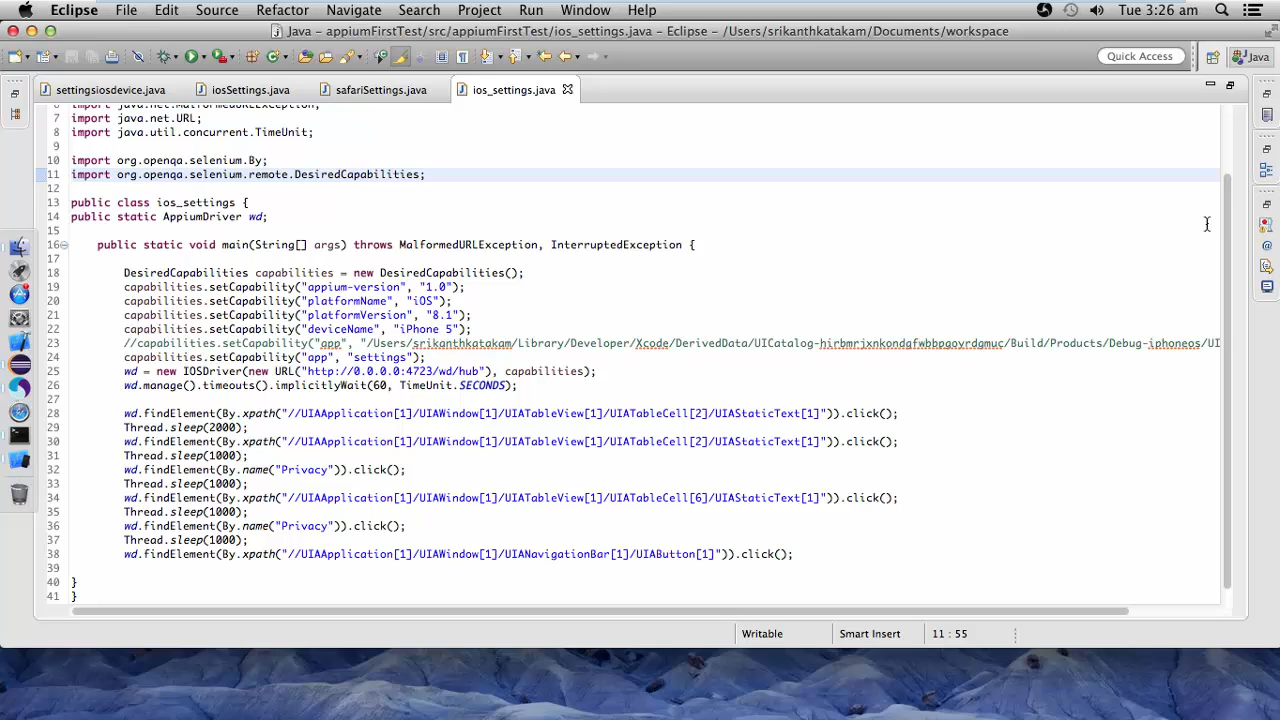 Eclipse File Edit Source Refactor Navigate Search Project Run Window Help Tue 3:26 am
Java – appiumFirstTest/src/appiumFirstTest/ios_settings.java – Eclipse – /Users/srikanthkatakam/Documents/workspace
Quick Access Java
settingsiosdevice.java iosSettings.java safariSettings.java ios_settings.java
6 import java.net.MalformedURLException;
7 import java.net.URL;
8 import java.util.concurrent.TimeUnit;
9
10 import org.openqa.selenium.By;
11 import org.openqa.selenium.remote.DesiredCapabilities;
12
13 public class ios_settings {
14 public static AppiumDriver wd;
15
16 public static void main(String[] args) throws MalformedURLException, InterruptedException {
17
18 DesiredCapabilities capabilities = new DesiredCapabilities();
19 capabilities.setCapability("appium-version", "1.0");
20 capabilities.setCapability("platformName", "iOS");
21 capabilities.setCapability("platformVersion", "8.1");
22 capabilities.setCapability("deviceName", "iPhone 5");
23 //capabilities.setCapability("app", "/Users/srikanthkatakam/Library/Developer/Xcode/DerivedData/UICatalog-hirbmrjxnkondgfwbbpgoyrdgmuc/Build/Products/Debug-iphoneos/UI
24 capabilities.setCapability("app", "settings");
25 wd = new IOSDriver(new URL("http://0.0.0.0:4723/wd/hub"), capabilities);
26 wd.manage().timeouts().implicitlyWait(60, TimeUnit.SECONDS);
27
28 wd.findElement(By.xpath("//UIAApplication[1]/UIAWindow[1]/UIATableView[1]/UIATableCell[2]/UIAStaticText[1]")).click();
29 Thread.sleep(2000);
30 wd.findElement(By.xpath("//UIAApplication[1]/UIAWindow[1]/UIATableView[1]/UIATableCell[2]/UIAStaticText[1]")).click();
31 Thread.sleep(1000);
32 wd.findElement(By.name("Privacy")).click();
33 Thread.sleep(1000);
34 wd.findElement(By.xpath("//UIAApplication[1]/UIAWindow[1]/UIATableView[1]/UIATableCell[6]/UIAStaticText[1]")).click();
35 Thread.sleep(1000);
36 wd.findElement(By.name("Privacy")).click();
37 Thread.sleep(1000);
38 wd.findElement(By.xpath("//UIAApplication[1]/UIAWindow[1]/UIANavigationBar[1]/UIAButton[1]")).click();
39
40 }
41 }
Writable Smart Insert 11 : 55